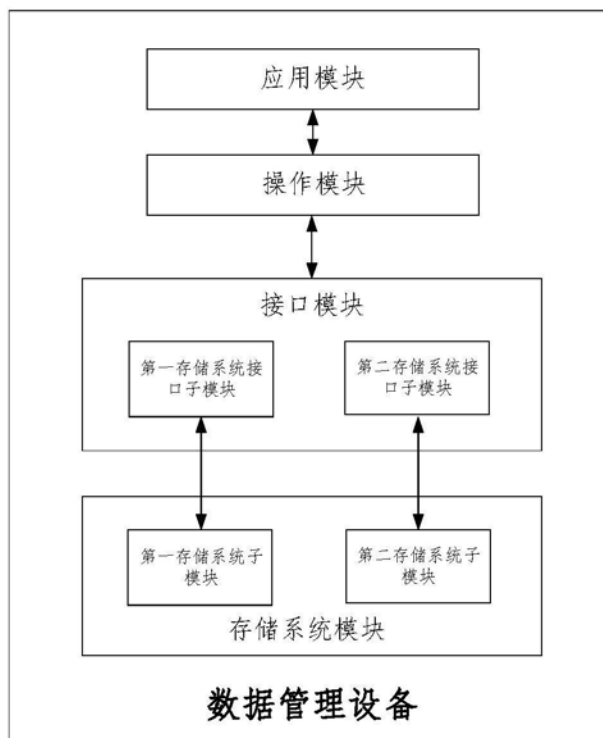 应用模块
操作模块
接口模块
第一存储系统接
口子模块
第二存储系统接
口子模块
第一存储系统子
模块
第二存储系统子
模块
存储系统模块
数据管理设备